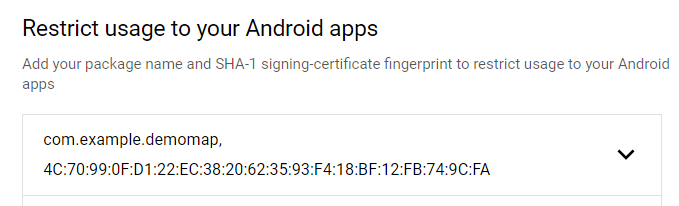 Restrict usage to your Android apps
Add your package name and SHA-1 signing-certificate fingerprint to restrict usage to your Android
apps
com.example.demomap,
4C:70:99:0F:D1:22:EC:38:20:62:35:93:F4:18:BF:12:FB:74:9C:FA